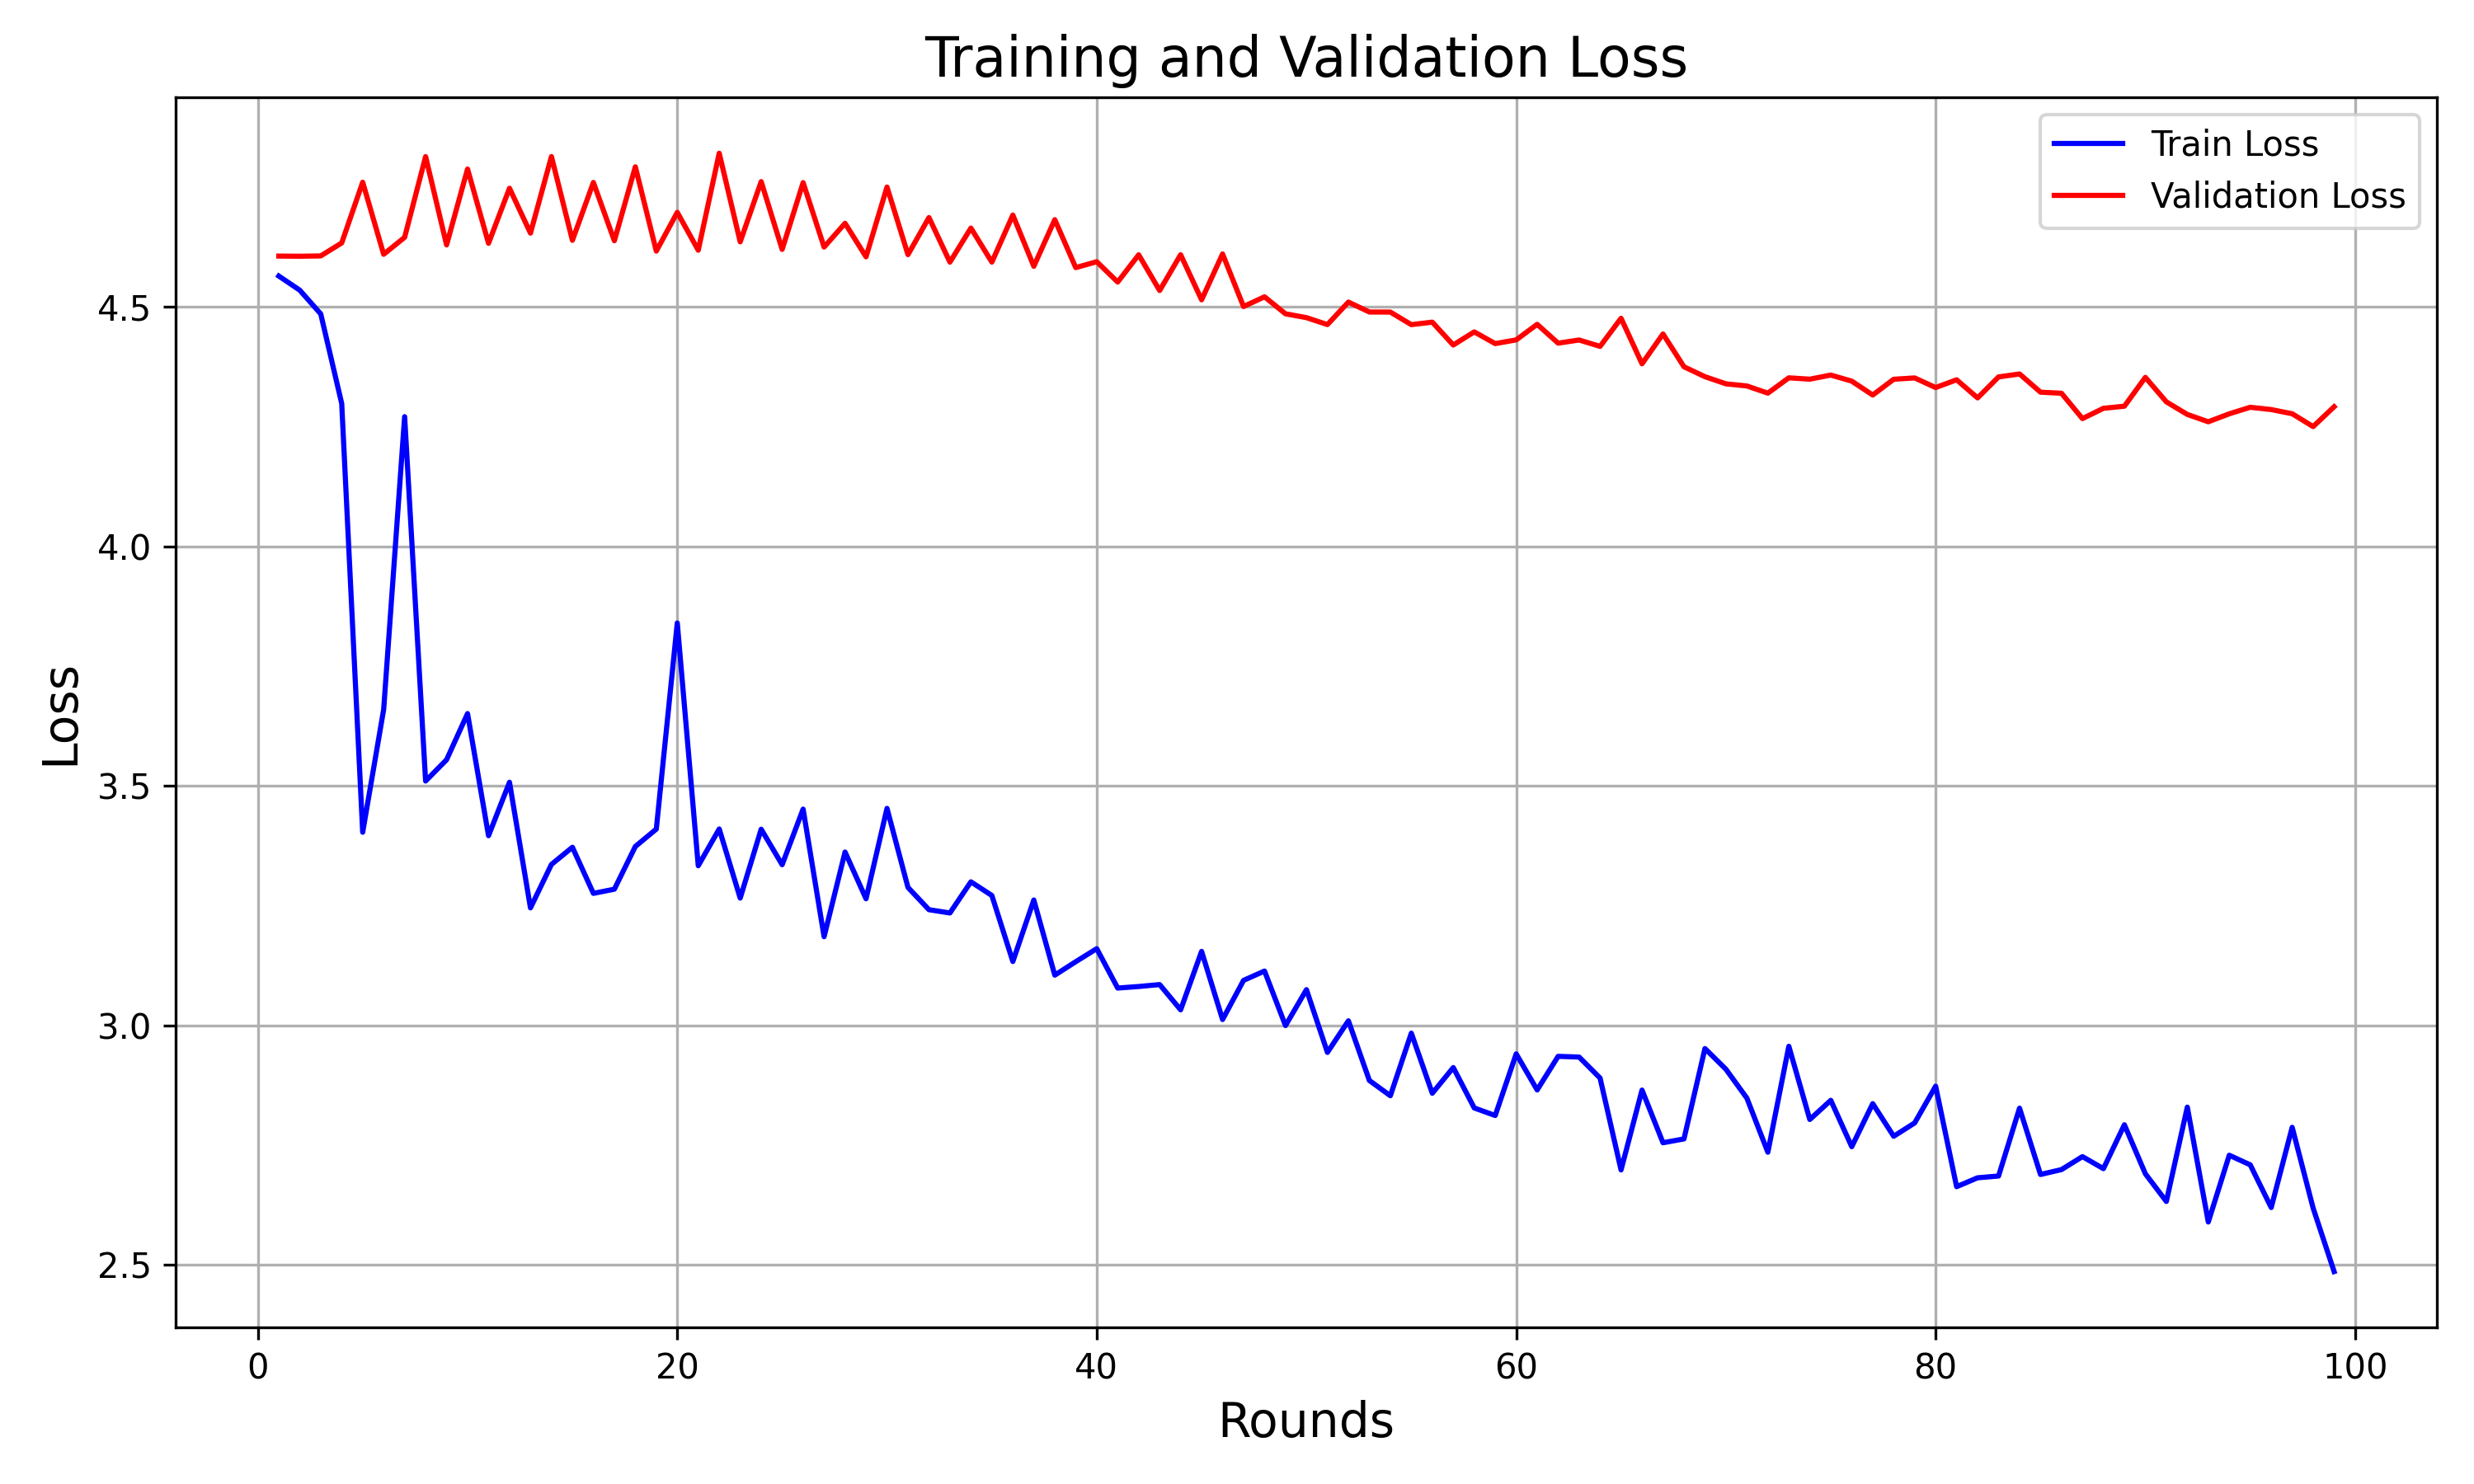 Training and Validation Loss
Train Loss
Validation Loss
Loss
4.5
4.0
3.5
3.0
2.5
0 20 40 60 80 100
Rounds